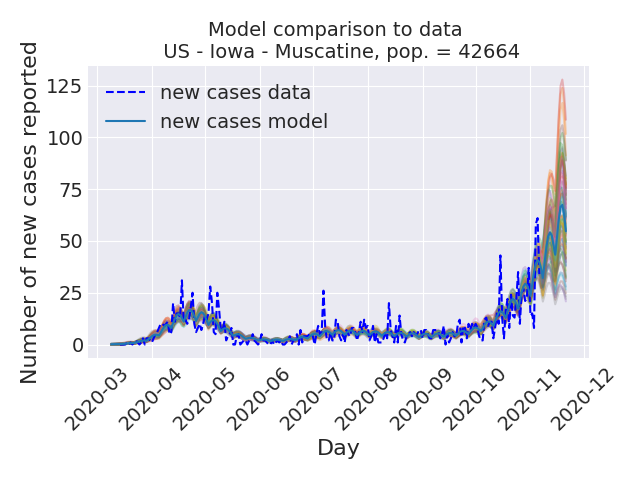 Model comparison to data
US - Iowa - Muscatine, pop. = 42664
Number of new cases reported
125
100
75
50
25
0
new cases data
new cases model
2020-03
2020-04
2020-05
2020-06
2020-07
2020-08
2020-09
2020-10
2020-11
2020-12
Day